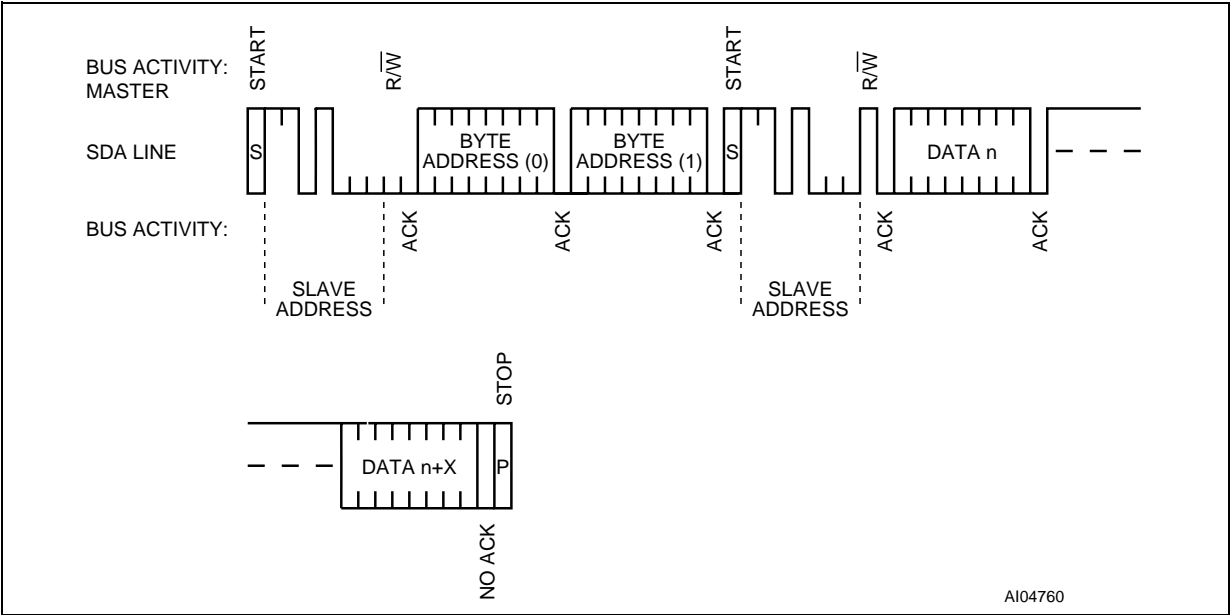 BUS ACTIVITY:
MASTER
START
R/W
START
R/W
SDA LINE
S
BYTE
ADDRESS (0)
BYTE
ADDRESS (1)
S
DATA n
BUS ACTIVITY:
ACK
ACK
ACK
ACK
ACK
SLAVE
ADDRESS
SLAVE
ADDRESS
STOP
DATA n+X
P
NO ACK
AI04760